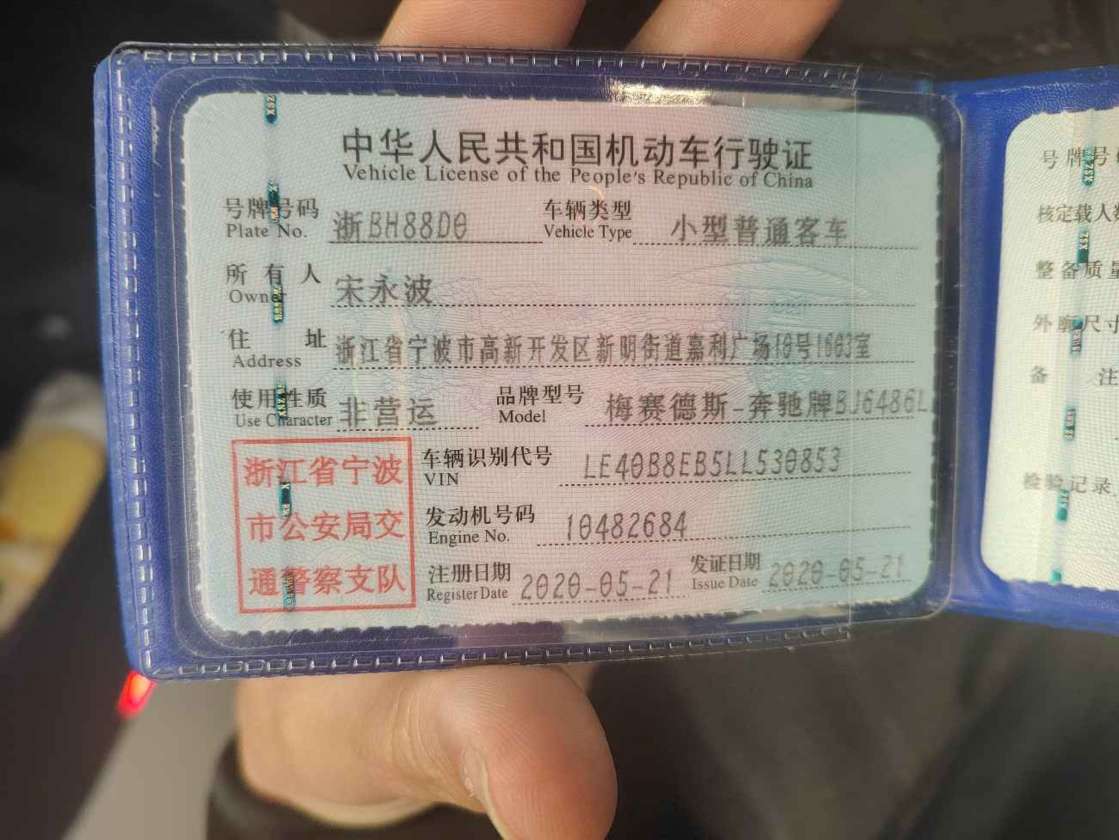 中华人民共和国机动车行驶证
Vehicle License of the People's Republic of China
号牌号码 浙BH88D0 车辆类型 小型普通客车
Plate No. Vehicle Type
所有人 宋永波
Owner
住址 浙江省宁波市高新开发区新明街道嘉利广场10号1603室
Address
使用性质 非营运 品牌型号 梅赛德斯-奔驰牌BJ6486L
Use Character Model
浙江省宁波
市公安局交
通警察支队
车辆识别代号 LE40B8EB5LL530853
VIN
发动机号码 10482684
Engine No.
注册日期 2020-05-21 发证日期 2020-05-21
Register Date Issue Date
号牌号
核定载人
整备质量
外廓尺寸
备注
检验记录